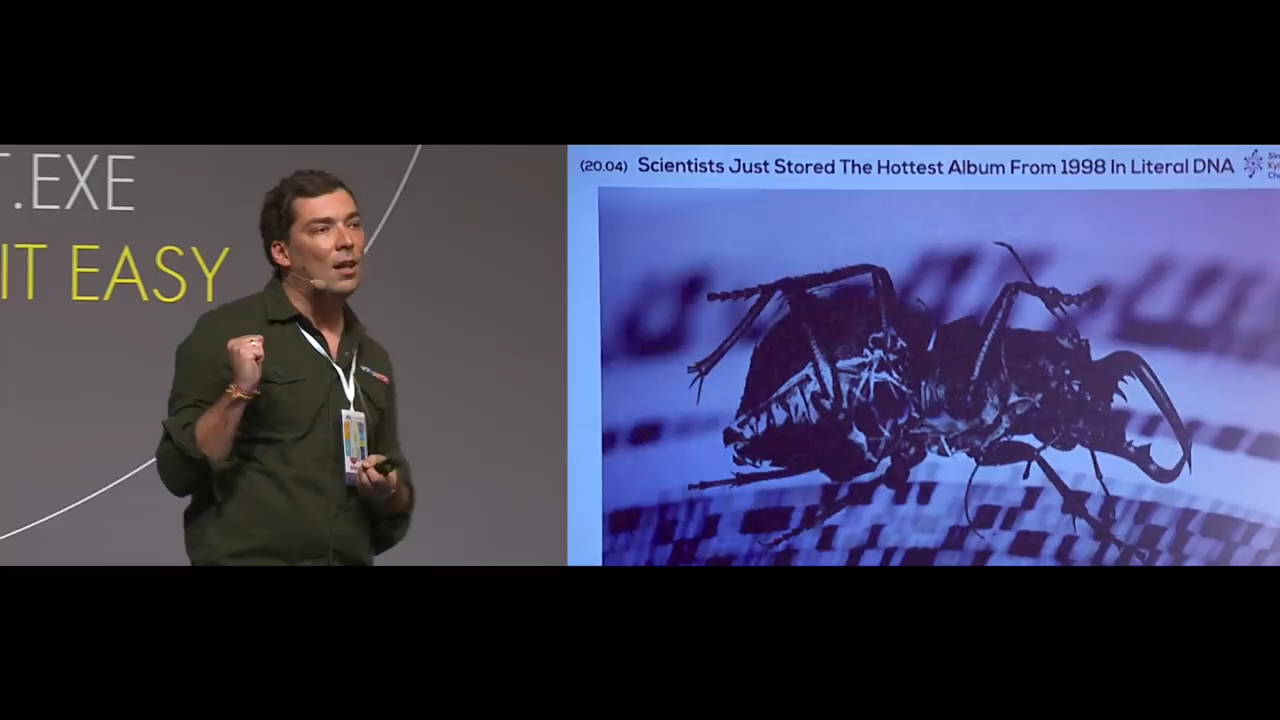 T.EXE
IT EASY
(20.04) Scientists Just Stored The Hottest Album From 1998 In Literal DNA